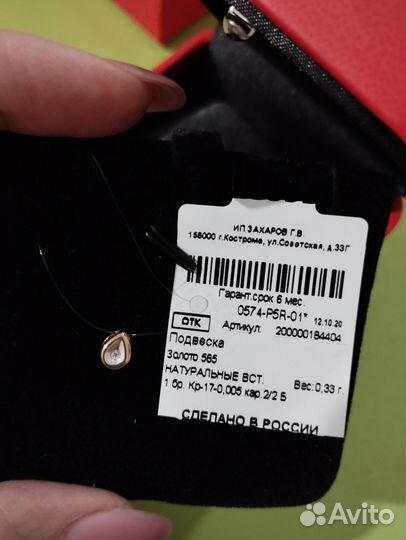 ИП ЗАХАРОВ Г.В.
156000 г.Кострома, ул.Советская, д.33Г
Гарант.срок 6 мес.
0574-P5R-01* 12.10.20
ОТК Артикул: 200000184404
Подвеска
Золото 585
НАТУРАЛЬНЫЕ ВСТ. Вес: 0,33 г.
1 бр. Кр-17-0,005 кар.2/2 Б
СДЕЛАНО В РОССИИ
Avito